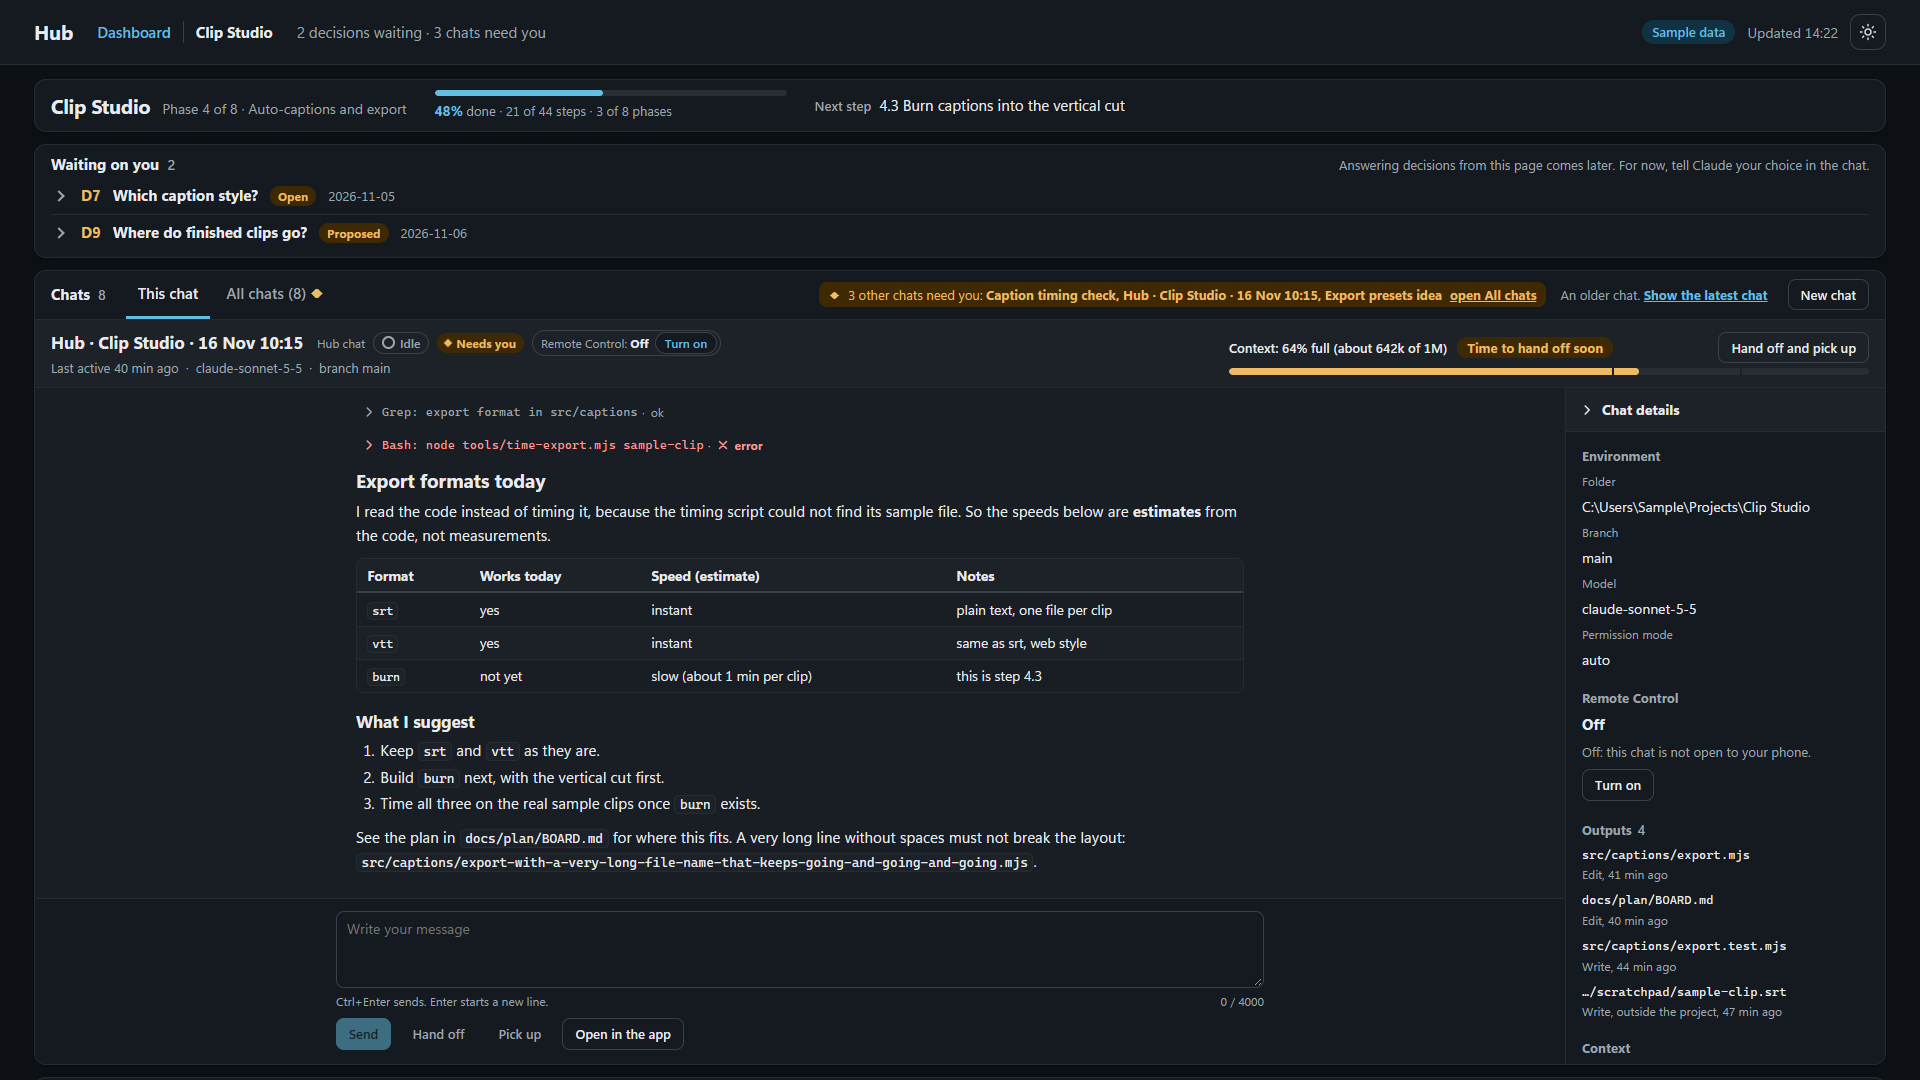 Hub Dashboard Clip Studio 2 decisions waiting · 3 chats need you Sample data Updated 14:22
Clip Studio Phase 4 of 8 · Auto-captions and export 48% done · 21 of 44 steps · 3 of 8 phases Next step 4.3 Burn captions into the vertical cut
Waiting on you 2 Answering decisions from this page comes later. For now, tell Claude your choice in the chat.
D7 Which caption style? Open 2026-11-05
D9 Where do finished clips go? Proposed 2026-11-06
Chats 8 This chat All chats (8) 3 other chats need you: Caption timing check, Hub · Clip Studio · 16 Nov 10:15, Export presets idea open All chats An older chat. Show the latest chat New chat
Hub · Clip Studio · 16 Nov 10:15 Hub chat Idle Needs you Remote Control: Off Turn on
Last active 40 min ago · claude-sonnet-5-5 · branch main
Context: 64% full (about 642k of 1M) Time to hand off soon Hand off and pick up
Grep: export format in src/captions · ok
Bash: node tools/time-export.mjs sample-clip · ✕ error
Export formats today
I read the code instead of timing it, because the timing script could not find its sample file. So the speeds below are estimates from
the code, not measurements.
Format Works today Speed (estimate) Notes
srt yes instant plain text, one file per clip
vtt yes instant same as srt, web style
burn not yet slow (about 1 min per clip) this is step 4.3
What I suggest
1. Keep srt and vtt as they are.
2. Build burn next, with the vertical cut first.
3. Time all three on the real sample clips once burn exists.
See the plan in docs/plan/BOARD.md for where this fits. A very long line without spaces must not break the layout:
src/captions/export-with-a-very-long-file-name-that-keeps-going-and-going-and-going.mjs.
Write your message
Ctrl+Enter sends. Enter starts a new line. 0 / 4000
Send Hand off Pick up Open in the app
Chat details
Environment
Folder
C:\Users\Sample\Projects\Clip Studio
Branch
main
Model
claude-sonnet-5-5
Permission mode
auto
Remote Control
Off
Off: this chat is not open to your phone.
Turn on
Outputs 4
src/captions/export.mjs
Edit, 41 min ago
docs/plan/BOARD.md
Edit, 40 min ago
src/captions/export.test.mjs
Write, 44 min ago
…/scratchpad/sample-clip.srt
Write, outside the project, 47 min ago
Context